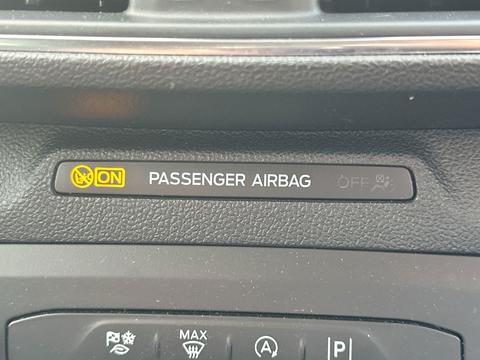 ON PASSENGER AIRBAG OFF
MAX
A P